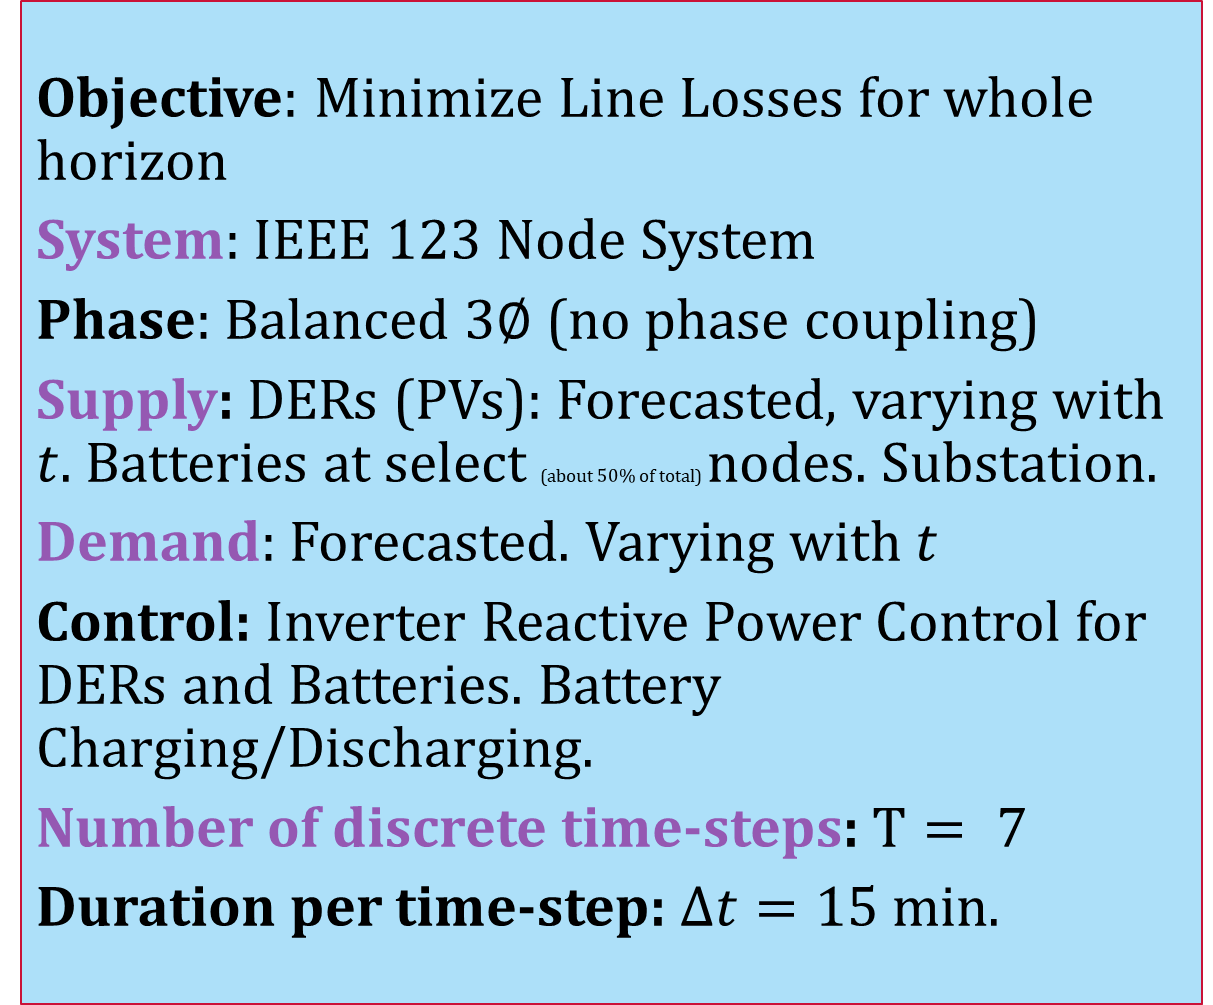 Objective: Minimize Line Losses for whole
horizon
System: IEEE 123 Node System
Phase: Balanced 3∅ (no phase coupling)
Supply: DERs (PVs): Forecasted, varying with
t. Batteries at select (about 50% of total) nodes. Substation.
Demand: Forecasted. Varying with t
Control: Inverter Reactive Power Control for
DERs and Batteries. Battery
Charging/Discharging.
Number of discrete time-steps: T = 7
Duration per time-step: Δt = 15 min.